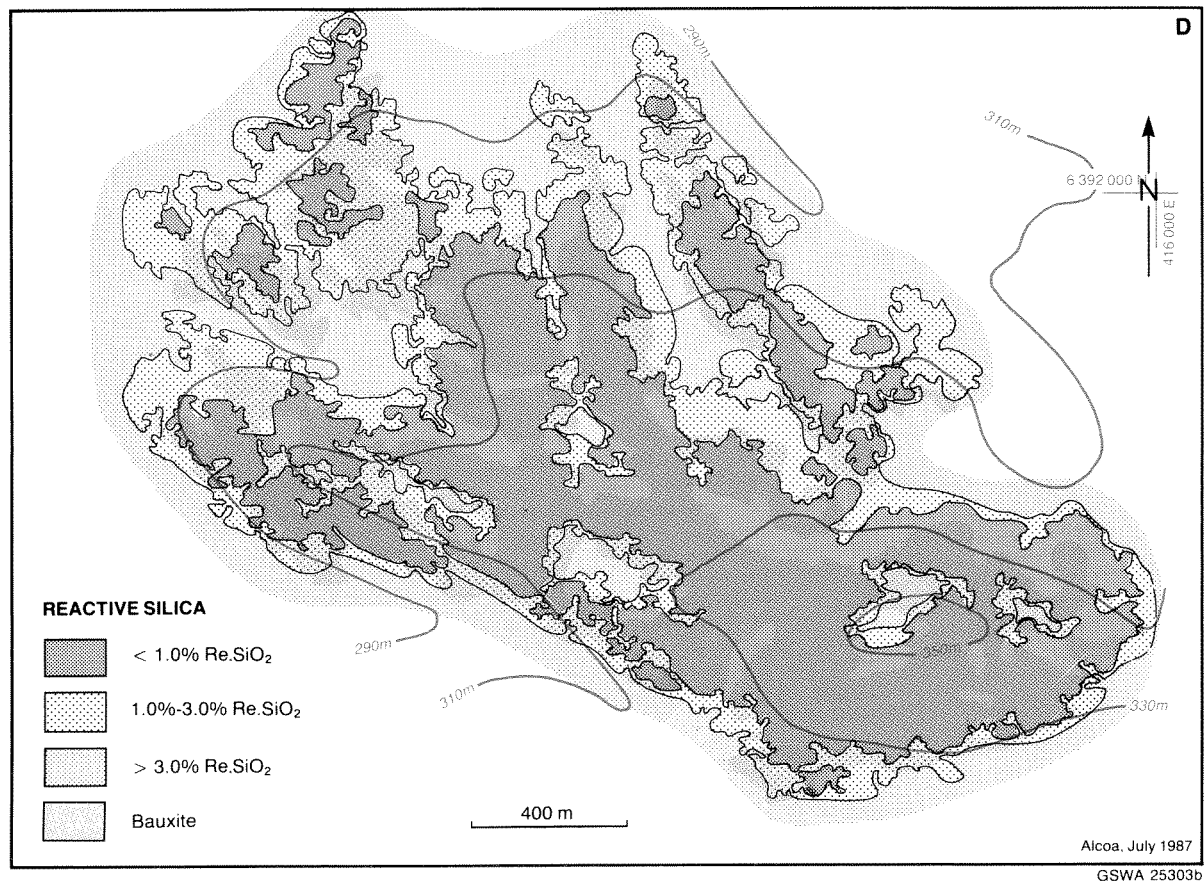 D
290m
310m
6 392 000 N
N
416 000 E
REACTIVE SILICA
< 1.0% Re.SiO₂
1.0%-3.0% Re.SiO₂
> 3.0% Re.SiO₂
Bauxite
290m
310m
350m
330m
400 m
Alcoa, July 1987
GSWA 25303b